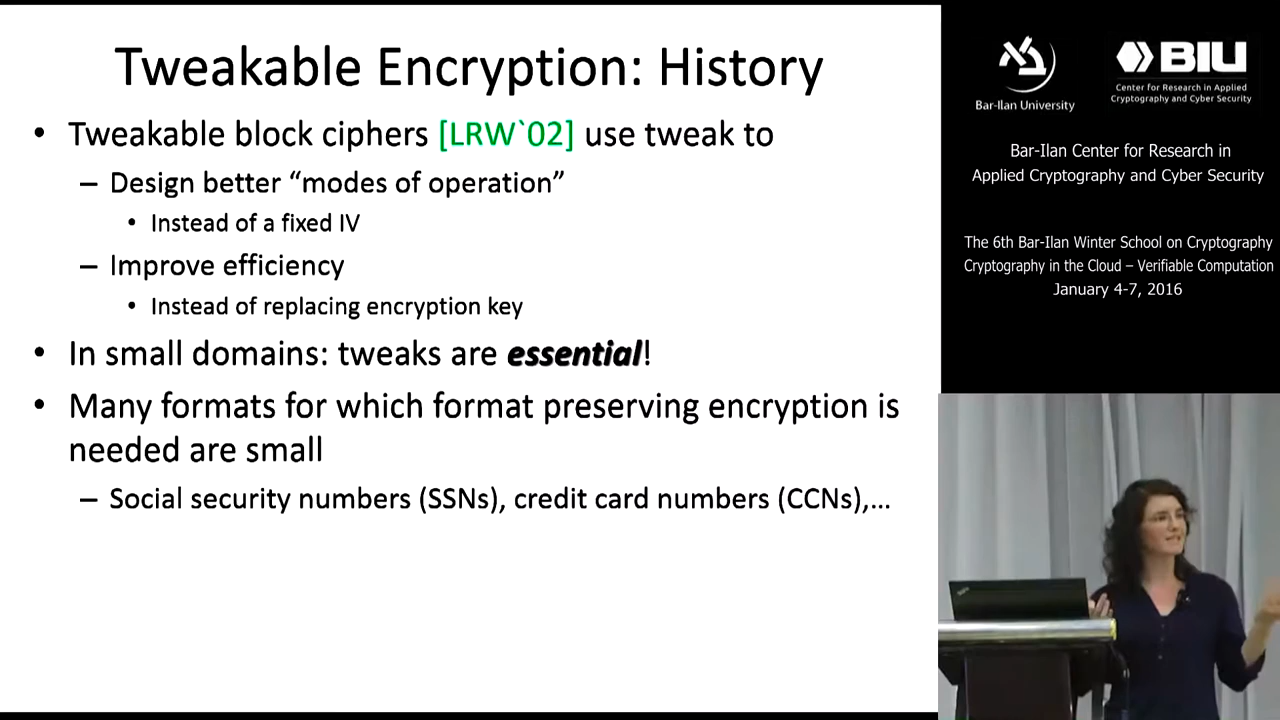 Tweakable Encryption: History
• Tweakable block ciphers [LRW`02] use tweak to
– Design better “modes of operation”
• Instead of a fixed IV
– Improve efficiency
• Instead of replacing encryption key
• In small domains: tweaks are essential!
• Many formats for which format preserving encryption is
needed are small
– Social security numbers (SSNs), credit card numbers (CCNs),…
Bar-Ilan University
BIU
Center for Research in Applied
Cryptography and Cyber Security
Bar-Ilan Center for Research in
Applied Cryptography and Cyber Security
The 6th Bar-Ilan Winter School on Cryptography
Cryptography in the Cloud – Verifiable Computation
January 4-7, 2016